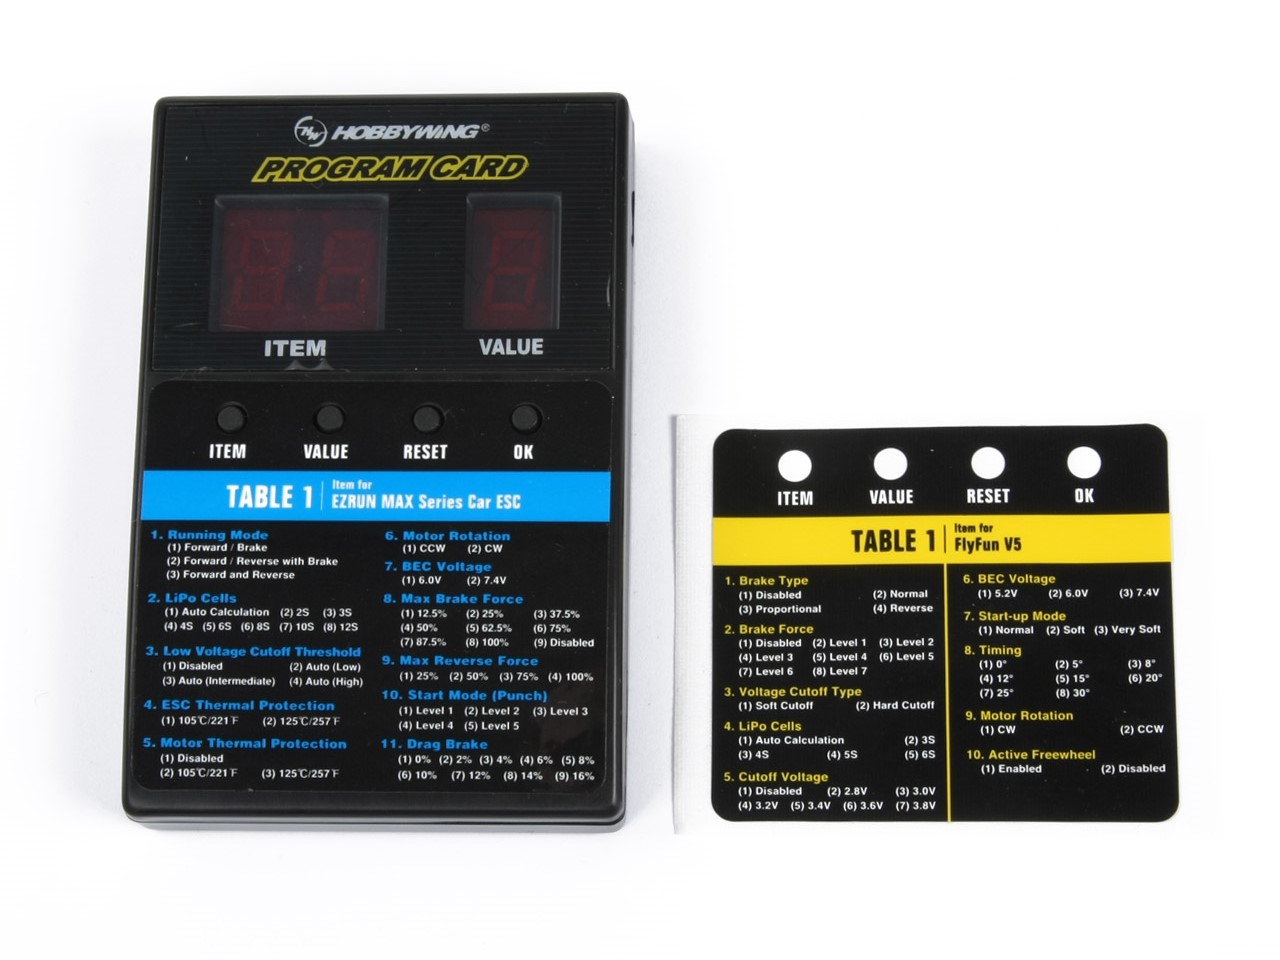 HOBBYWING®
PROGRAM CARD
ITEM VALUE
ITEM VALUE RESET OK
TABLE 1 Item for
EZRUN MAX Series Car ESC
1. Running Mode
(1) Forward / Brake
(2) Forward / Reverse with Brake
(3) Forward and Reverse
2. LiPo Cells
(1) Auto Calculation (2) 2S (3) 3S
(4) 4S (5) 6S (6) 8S (7) 10S (8) 12S
3. Low Voltage Cutoff Threshold
(1) Disabled (2) Auto (Low)
(3) Auto (Intermediate) (4) Auto (High)
4. ESC Thermal Protection
(1) 105℃/221℉ (2) 125℃/257℉
5. Motor Thermal Protection
(1) Disabled
(2) 105℃/221℉ (3) 125℃/257℉
6. Motor Rotation
(1) CCW (2) CW
7. BEC Voltage
(1) 6.0V (2) 7.4V
8. Max Brake Force
(1) 12.5% (2) 25% (3) 37.5%
(4) 50% (5) 62.5% (6) 75%
(7) 87.5% (8) 100% (9) Disabled
9. Max Reverse Force
(1) 25% (2) 50% (3) 75% (4) 100%
10. Start Mode (Punch)
(1) Level 1 (2) Level 2 (3) Level 3
(4) Level 4 (5) Level 5
11. Drag Brake
(1) 0% (2) 2% (3) 4% (4) 6% (5) 8%
(6) 10% (7) 12% (8) 14% (9) 16%
ITEM VALUE RESET OK
TABLE 1 Item for
FlyFun V5
1. Brake Type
(1) Disabled (2) Normal
(3) Proportional (4) Reverse
2. Brake Force
(1) Disabled (2) Level 1 (3) Level 2
(4) Level 3 (5) Level 4 (6) Level 5
(7) Level 6 (8) Level 7
3. Voltage Cutoff Type
(1) Soft Cutoff (2) Hard Cutoff
4. LiPo Cells
(1) Auto Calculation (2) 3S
(3) 4S (4) 5S (5) 6S
5. Cutoff Voltage
(1) Disabled (2) 2.8V (3) 3.0V
(4) 3.2V (5) 3.4V (6) 3.6V (7) 3.8V
6. BEC Voltage
(1) 5.2V (2) 6.0V (3) 7.4V
7. Start-up Mode
(1) Normal (2) Soft (3) Very Soft
8. Timing
(1) 0° (2) 5° (3) 8°
(4) 12° (5) 15° (6) 20°
(7) 25° (8) 30°
9. Motor Rotation
(1) CW (2) CCW
10. Active Freewheel
(1) Enabled (2) Disabled